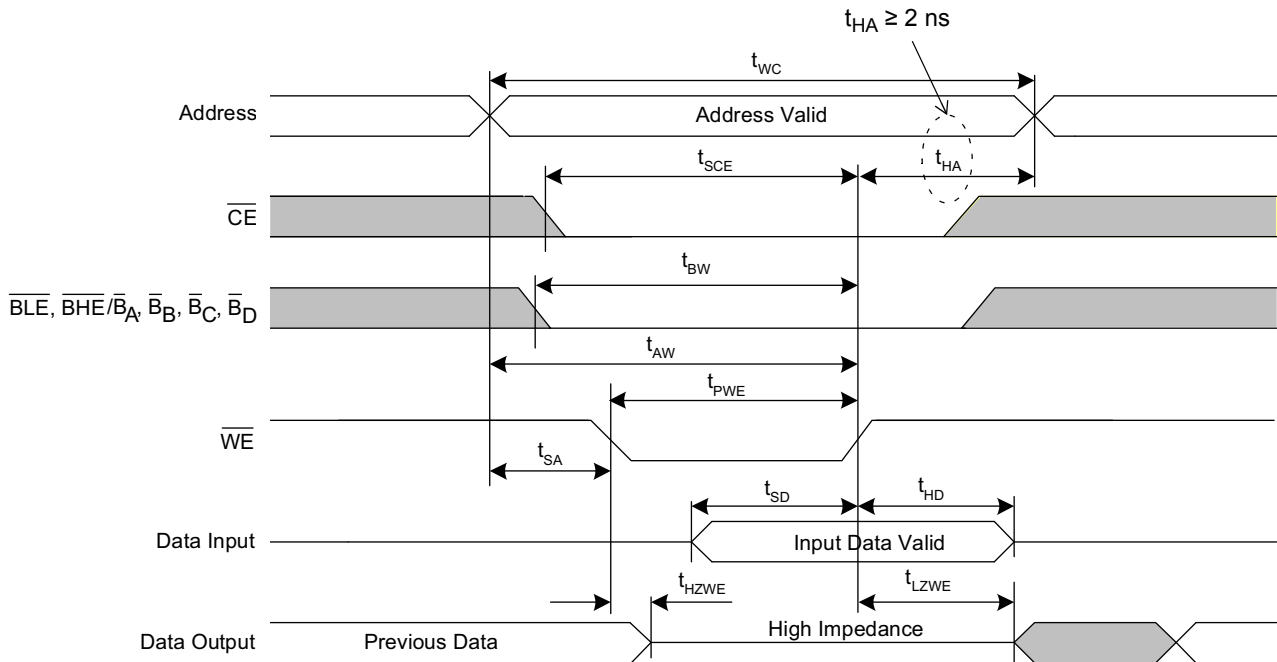 tHA ≥ 2 ns
tWC
Address
Address Valid
tSCE
tHA
CE
tBW
BLE, BHE/BA, BB, BC, BD
tAW
tPWE
WE
tSA
tSD
tHD
Data Input
Input Data Valid
tHZWE
tLZWE
Data Output
Previous Data
High Impedance